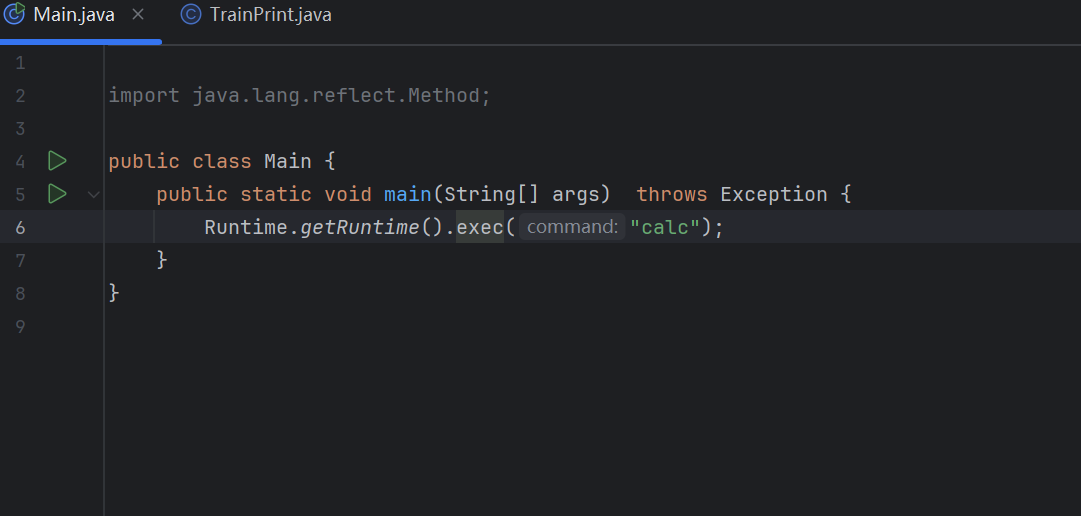 Main.java × TrainPrint.java
1
2 import java.lang.reflect.Method;
3
4 public class Main {
5 public static void main(String[] args)  throws Exception {
6 Runtime.getRuntime().exec( command: "calc");
7 }
8 }
9